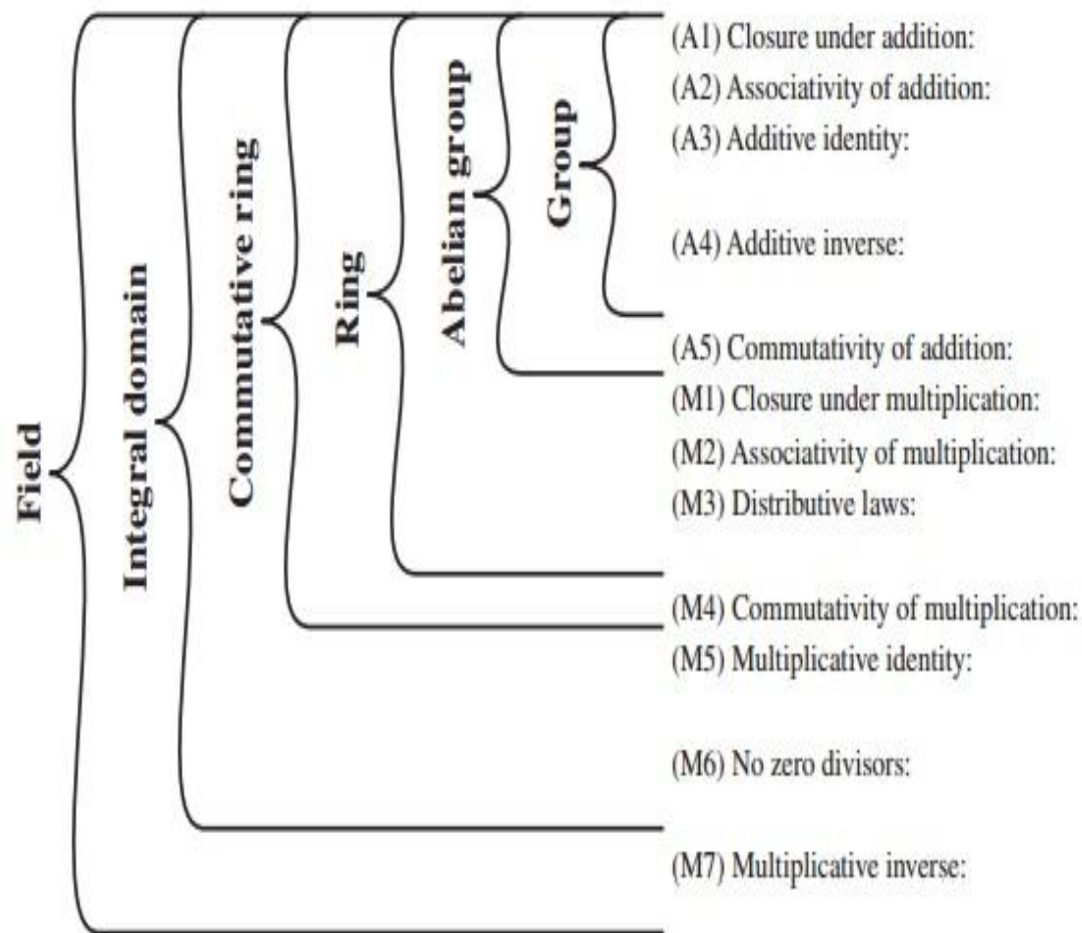 Field
Integral domain
Commutative ring
Ring
Abelian group
Group
(A1) Closure under addition:
(A2) Associativity of addition:
(A3) Additive identity:
(A4) Additive inverse:
(A5) Commutativity of addition:
(M1) Closure under multiplication:
(M2) Associativity of multiplication:
(M3) Distributive laws:
(M4) Commutativity of multiplication:
(M5) Multiplicative identity:
(M6) No zero divisors:
(M7) Multiplicative inverse: